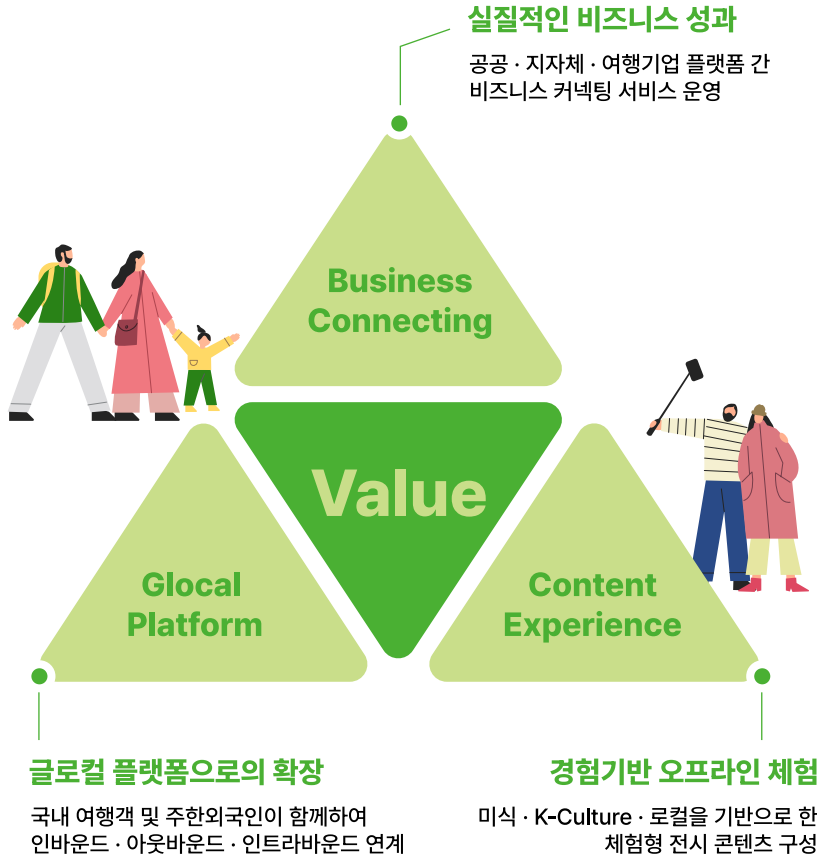 실질적인 비즈니스 성과
공공 · 지자체 · 여행기업 플랫폼 간
비즈니스 커넥팅 서비스 운영
Business
Connecting
Value
Glocal
Platform
Content
Experience
글로컬 플랫폼으로의 확장
국내 여행객 및 주한외국인이 함께하여
인바운드 · 아웃바운드 · 인트라바운드 연계
경험기반 오프라인 체험
미식 · K-Culture · 로컬을 기반으로 한
체험형 전시 콘텐츠 구성